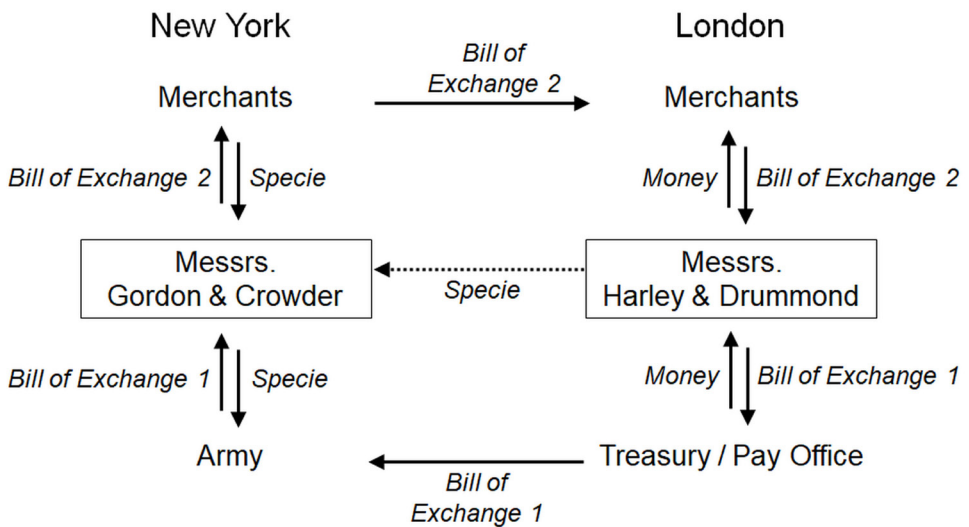 New York
London
Bill of
Exchange 2
Merchants
Merchants
Bill of Exchange 2
Specie
Money
Bill of Exchange 2
Messrs.
Gordon & Crowder
Specie
Messrs.
Harley & Drummond
Bill of Exchange 1
Specie
Money
Bill of Exchange 1
Army
Treasury / Pay Office
Bill of
Exchange 1